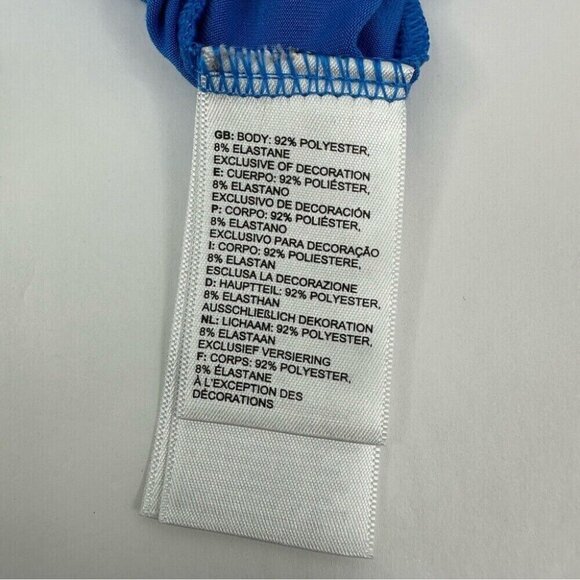 GB: BODY: 92% POLYESTER,
8% ELASTANE
EXCLUSIVE OF DECORATION
E: CUERPO: 92% POLIÉSTER,
8% ELASTANO
EXCLUSIVO DE DECORACIÓN
P: CORPO: 92% POLIÉSTER,
8% ELASTANO
EXCLUSIVO PARA DECORAÇÃO
I: CORPO: 92% POLIESTERE,
8% ELASTAN
ESCLUSA LA DECORAZIONE
D: HAUPTTEIL: 92% POLYESTER,
8% ELASTHAN
AUSSCHLIEßLICH DEKORATION
NL: LICHAAM: 92% POLYESTER,
8% ELASTAAN
EXCLUSIEF VERSIERING
F: CORPS: 92% POLYESTER,
8% ÉLASTANE
À L'EXCEPTION DES
DÉCORATIONS